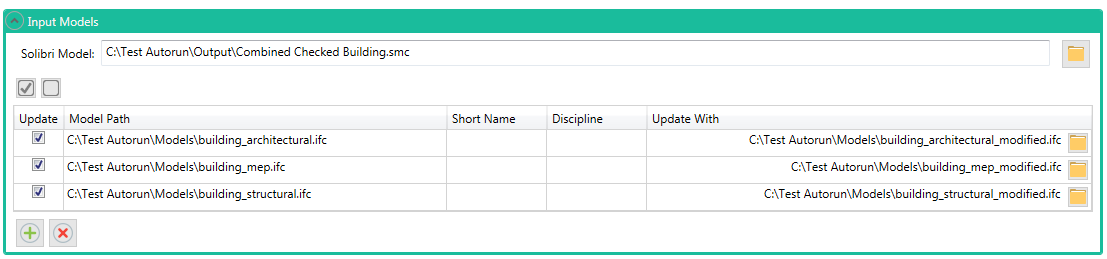 Input Models
Solibri Model: C:\Test Autorun\Output\Combined Checked Building.smc
Update Model Path Short Name Discipline Update With
C:\Test Autorun\Models\building_architectural.ifc C:\Test Autorun\Models\building_architectural_modified.ifc
C:\Test Autorun\Models\building_mep.ifc C:\Test Autorun\Models\building_mep_modified.ifc
C:\Test Autorun\Models\building_structural.ifc C:\Test Autorun\Models\building_structural_modified.ifc